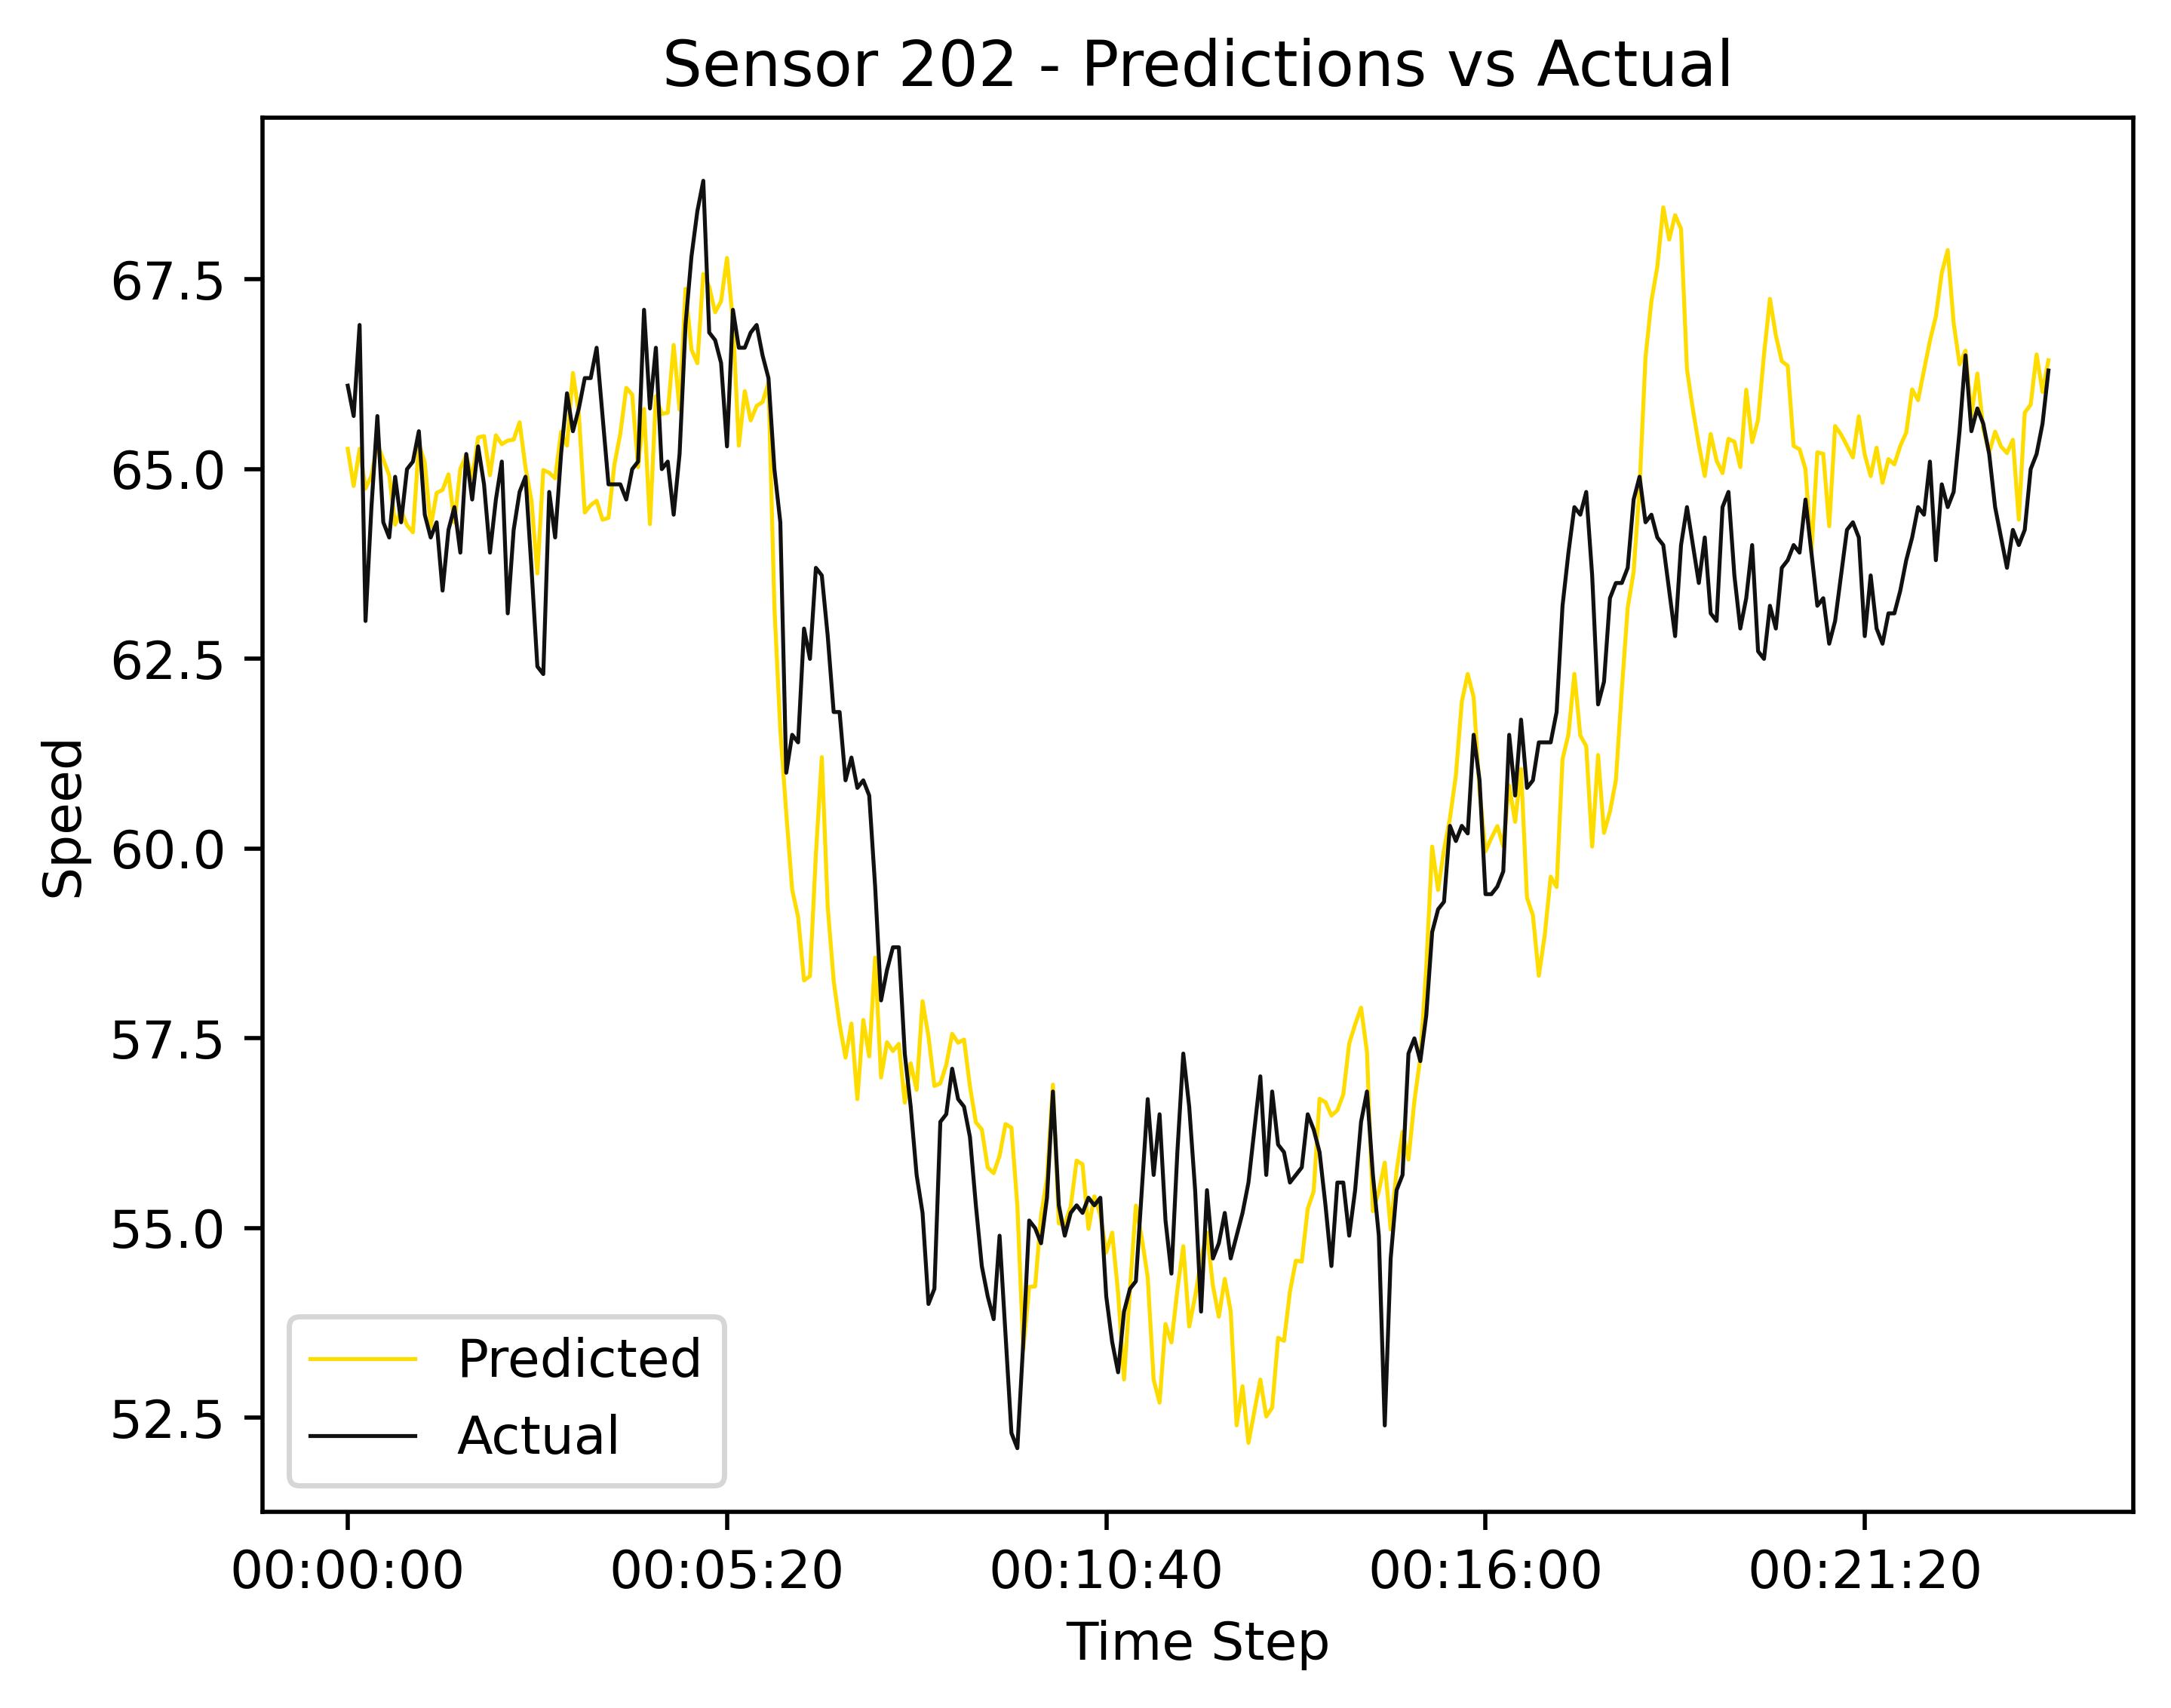 Sensor 202 - Predictions vs Actual
67.5
65.0
62.5
60.0
57.5
55.0
52.5
Speed
Predicted
Actual
00:00:00 00:05:20 00:10:40 00:16:00 00:21:20
Time Step